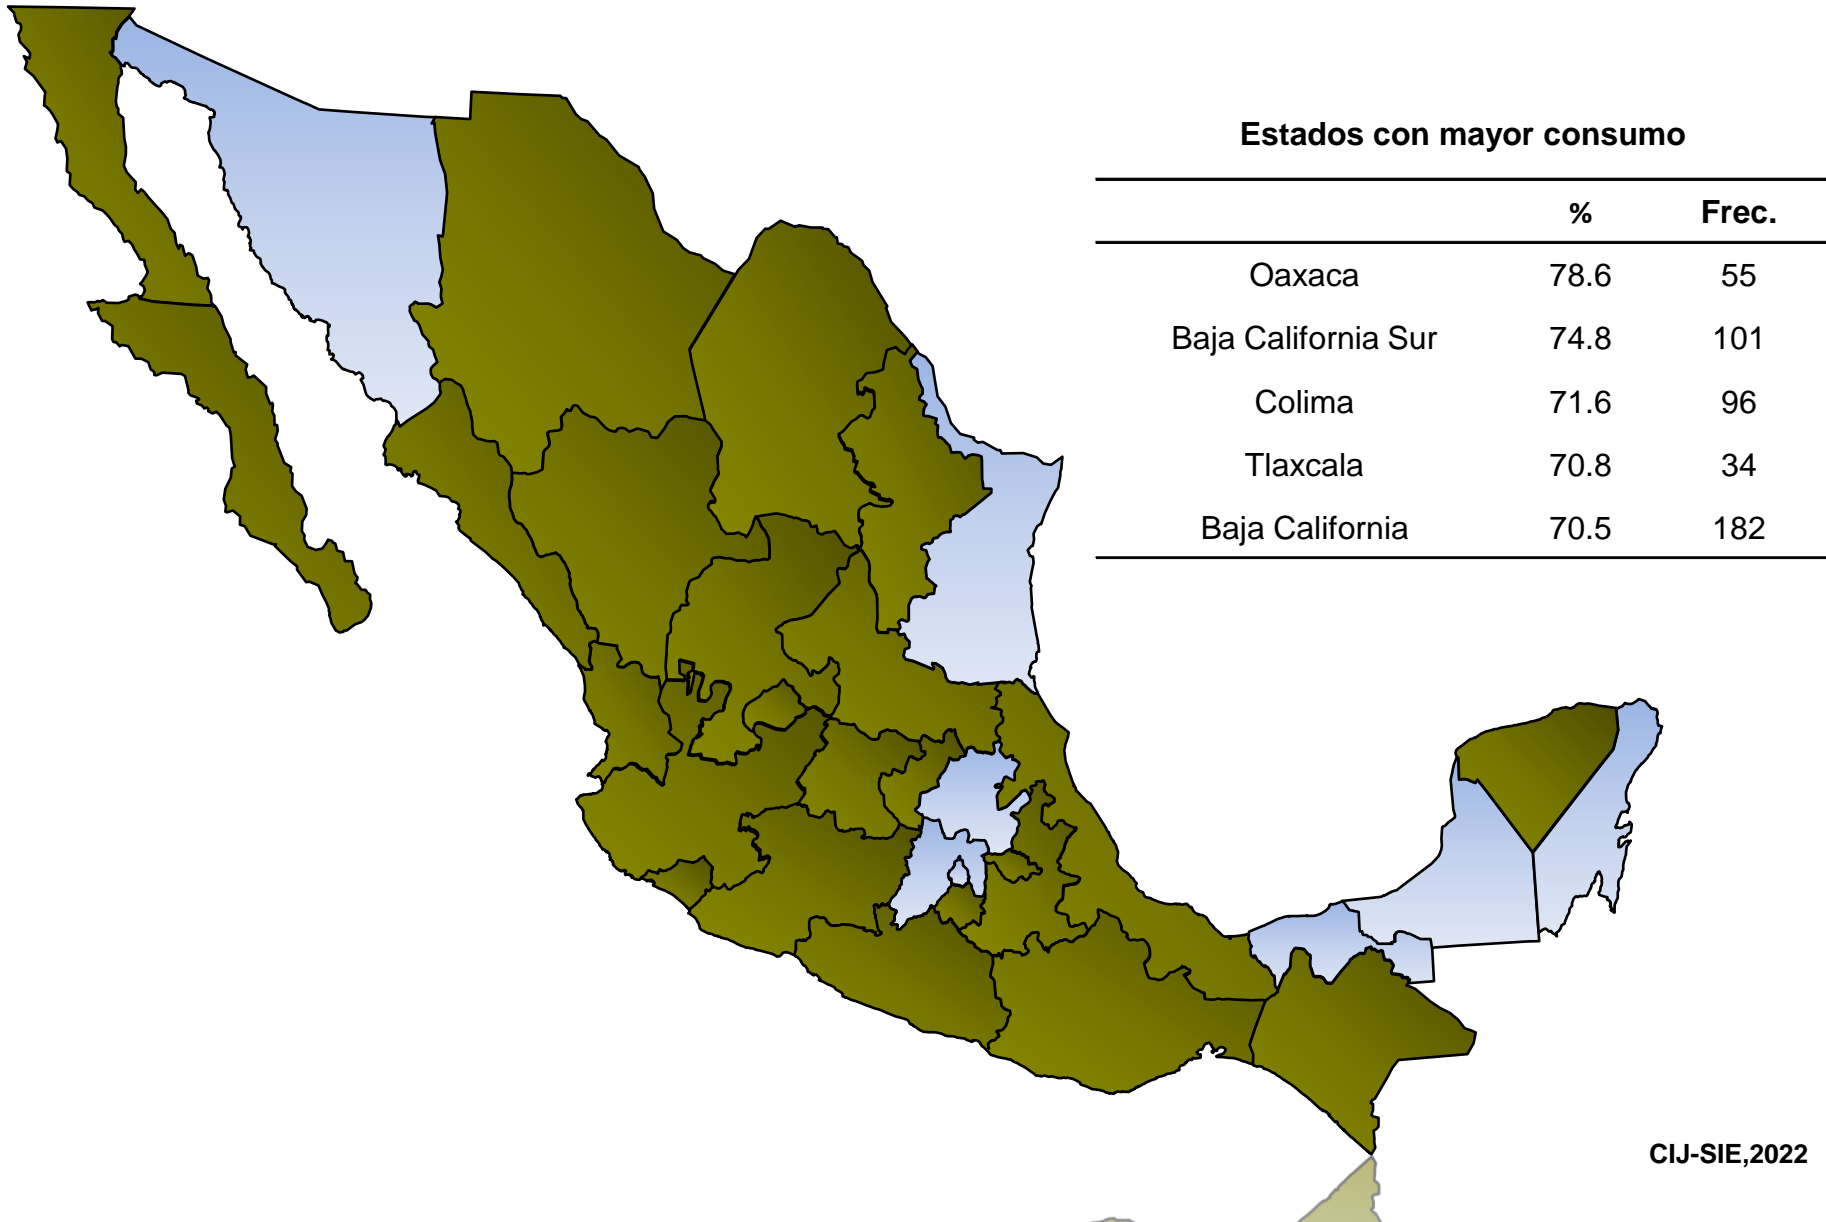 Estados con mayor consumo
% Frec.
Oaxaca 78.6 55
Baja California Sur 74.8 101
Colima 71.6 96
Tlaxcala 70.8 34
Baja California 70.5 182
CIJ-SIE,2022